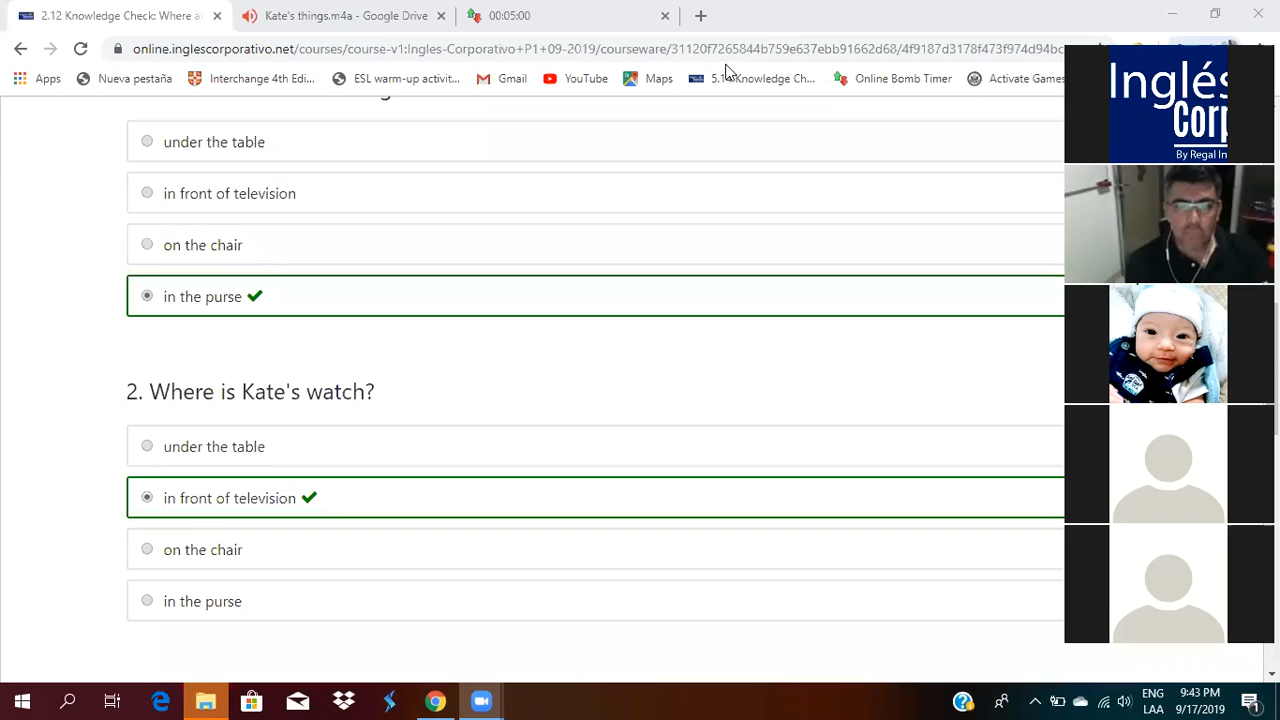 2.12 Knowledge Check: Where a
Kate's things.m4a - Google Drive
00:05:00
online.inglescorporativo.net/courses/course-v1:Ingles-Corporativo+P1+09-2019/courseware/31120f7265844b759e637ebb91662d68/4f9187d3178f473f974d94bc
Apps
Nueva pestaña
Interchange 4th Edi...
ESL warm-up activit...
Gmail
YouTube
Maps
Knowledge Ch...
Online Bomb Timer
Activate Games
under the table
in front of television
on the chair
in the purse
2. Where is Kate's watch?
under the table
in front of television
on the chair
in the purse
Inglés
Corp
By Regal In
ENG
LAA
9:43 PM
9/17/2019
1